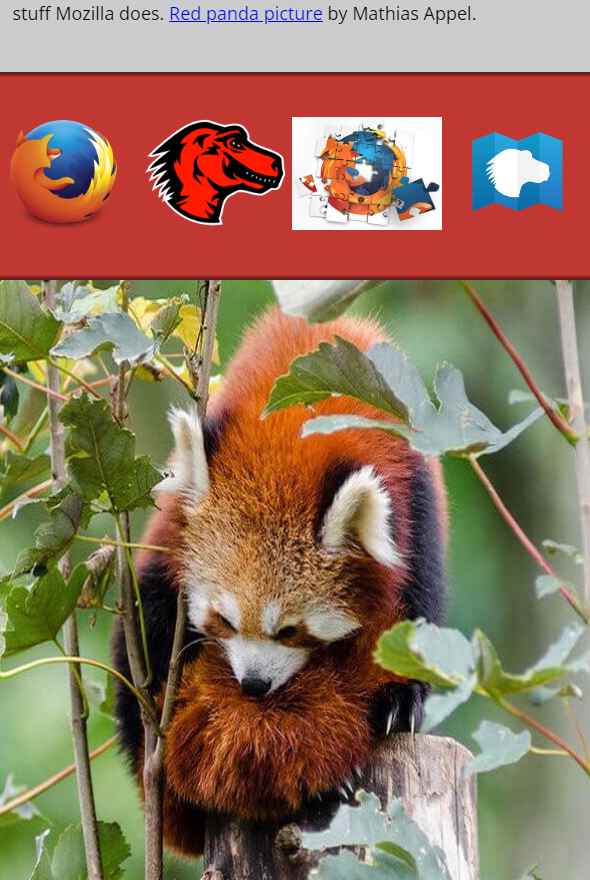 stuff Mozilla does. Red panda picture by Mathias Appel.